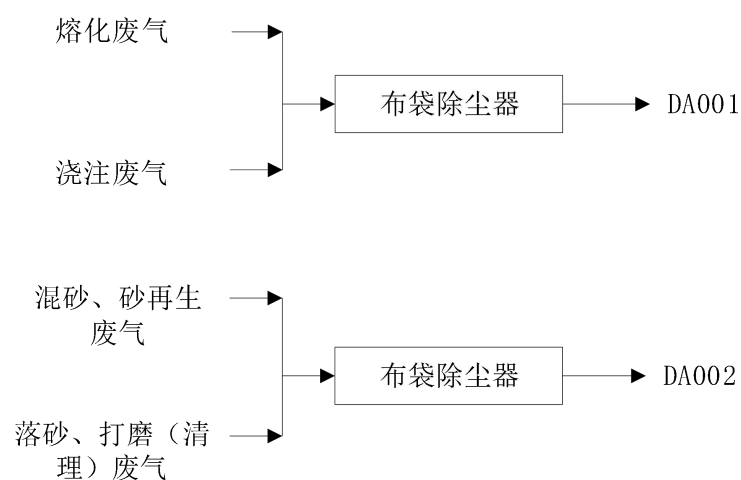 熔化废气
布袋除尘器
DA001
浇注废气
混砂、砂再生
废气
布袋除尘器
DA002
落砂、打磨（清
理）废气